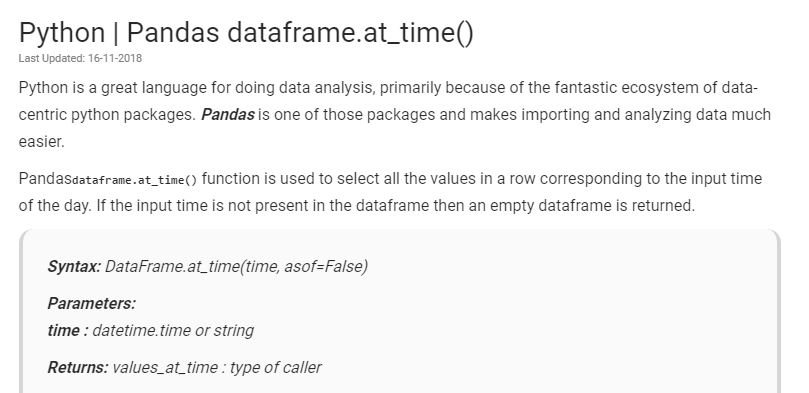 Python | Pandas dataframe.at_time()
Last Updated: 16-11-2018
Python is a great language for doing data analysis, primarily because of the fantastic ecosystem of data-
centric python packages. Pandas is one of those packages and makes importing and analyzing data much
easier.
Pandasdataframe.at_time() function is used to select all the values in a row corresponding to the input time
of the day. If the input time is not present in the dataframe then an empty dataframe is returned.
Syntax: DataFrame.at_time(time, asof=False)
Parameters:
time : datetime.time or string
Returns: values_at_time : type of caller